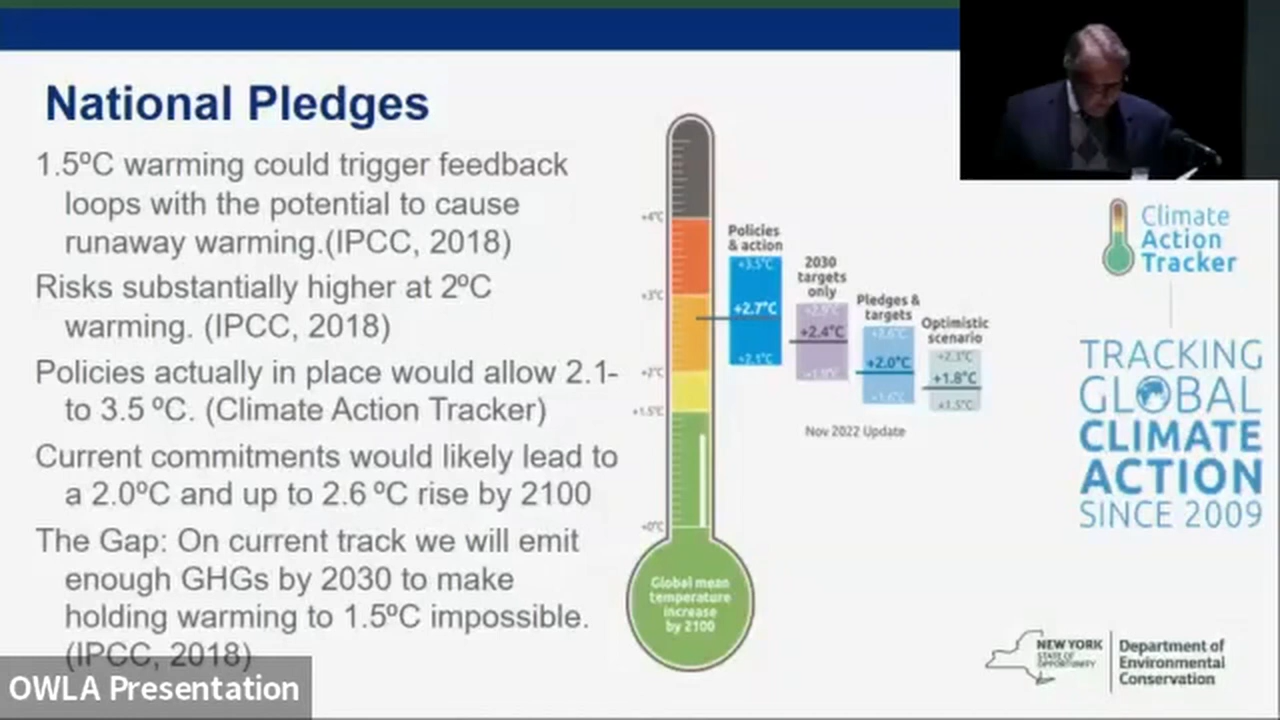 National Pledges
1.5ºC warming could trigger feedback
loops with the potential to cause
runaway warming.(IPCC, 2018)
Risks substantially higher at 2ºC
warming. (IPCC, 2018)
Policies actually in place would allow 2.1-
to 3.5 ºC. (Climate Action Tracker)
Current commitments would likely lead to
a 2.0ºC and up to 2.6 ºC rise by 2100
The Gap: On current track we will emit
enough GHGs by 2030 to make
holding warming to 1.5ºC impossible.
(IPCC, 2018)
OWLA Presentation
+4°C
+3°C
+2°C
+1.5°C
+0°C
Global mean
temperature
increase
by 2100
Policies
& action
+3.5°C
+2.7°C
+2.1°C
2030
targets
only
+2.4°C
Pledges &
targets
+2.0°C
Optimistic
scenario
+2.3°C
+1.8°C
+1.5°C
Nov 2022 Update
Climate
Action
Tracker
TRACKING
GLOBAL
CLIMATE
ACTION
SINCE 2009
NEW YORK
STATE OF
OPPORTUNITY
Department of
Environmental
Conservation